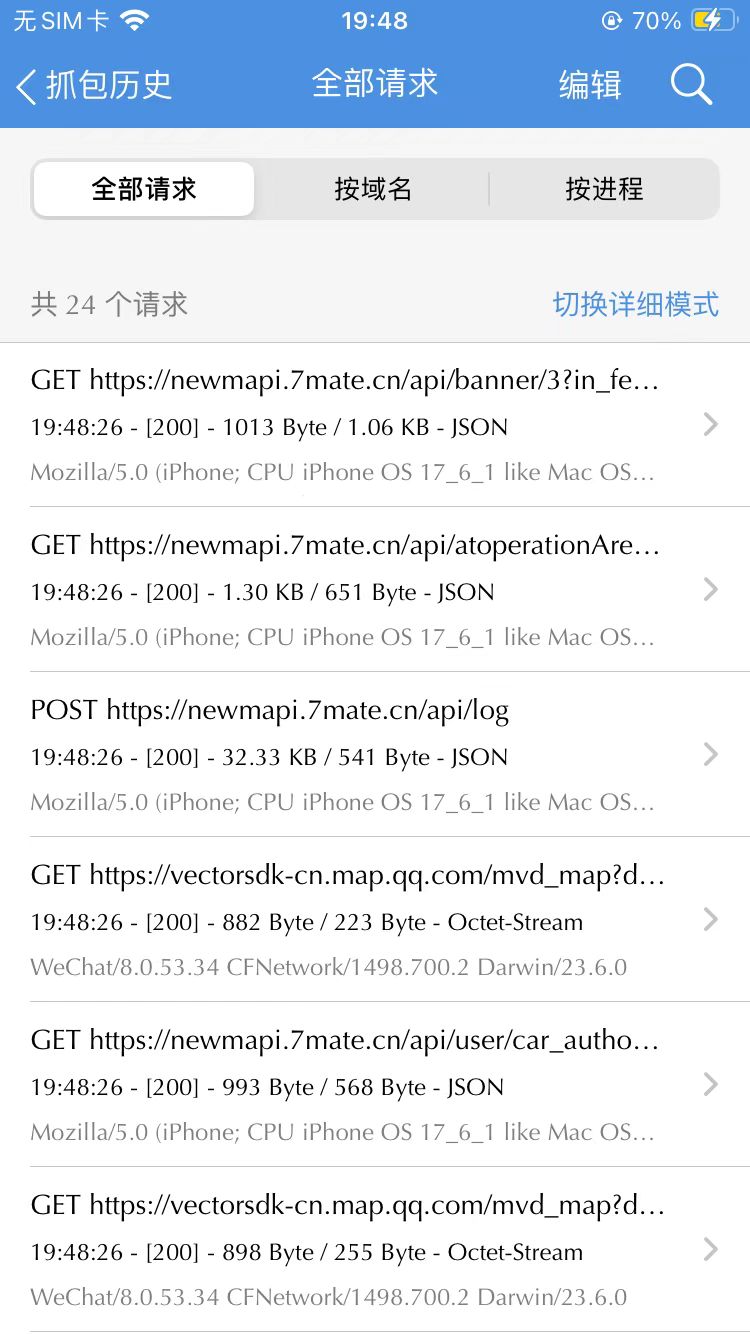 无SIM卡 19:48 70%
抓包历史 全部请求 编辑
全部请求 按域名 按进程
共 24 个请求 切换详细模式
GET https://newmapi.7mate.cn/api/banner/3?in_fe…
19:48:26 - [200] - 1013 Byte / 1.06 KB - JSON
Mozilla/5.0 (iPhone; CPU iPhone OS 17_6_1 like Mac OS…
GET https://newmapi.7mate.cn/api/atoperationAre…
19:48:26 - [200] - 1.30 KB / 651 Byte - JSON
Mozilla/5.0 (iPhone; CPU iPhone OS 17_6_1 like Mac OS…
POST https://newmapi.7mate.cn/api/log
19:48:26 - [200] - 32.33 KB / 541 Byte - JSON
Mozilla/5.0 (iPhone; CPU iPhone OS 17_6_1 like Mac OS…
GET https://vectorsdk-cn.map.qq.com/mvd_map?d…
19:48:26 - [200] - 882 Byte / 223 Byte - Octet-Stream
WeChat/8.0.53.34 CFNetwork/1498.700.2 Darwin/23.6.0
GET https://newmapi.7mate.cn/api/user/car_autho…
19:48:26 - [200] - 993 Byte / 568 Byte - JSON
Mozilla/5.0 (iPhone; CPU iPhone OS 17_6_1 like Mac OS…
GET https://vectorsdk-cn.map.qq.com/mvd_map?d…
19:48:26 - [200] - 898 Byte / 255 Byte - Octet-Stream
WeChat/8.0.53.34 CFNetwork/1498.700.2 Darwin/23.6.0